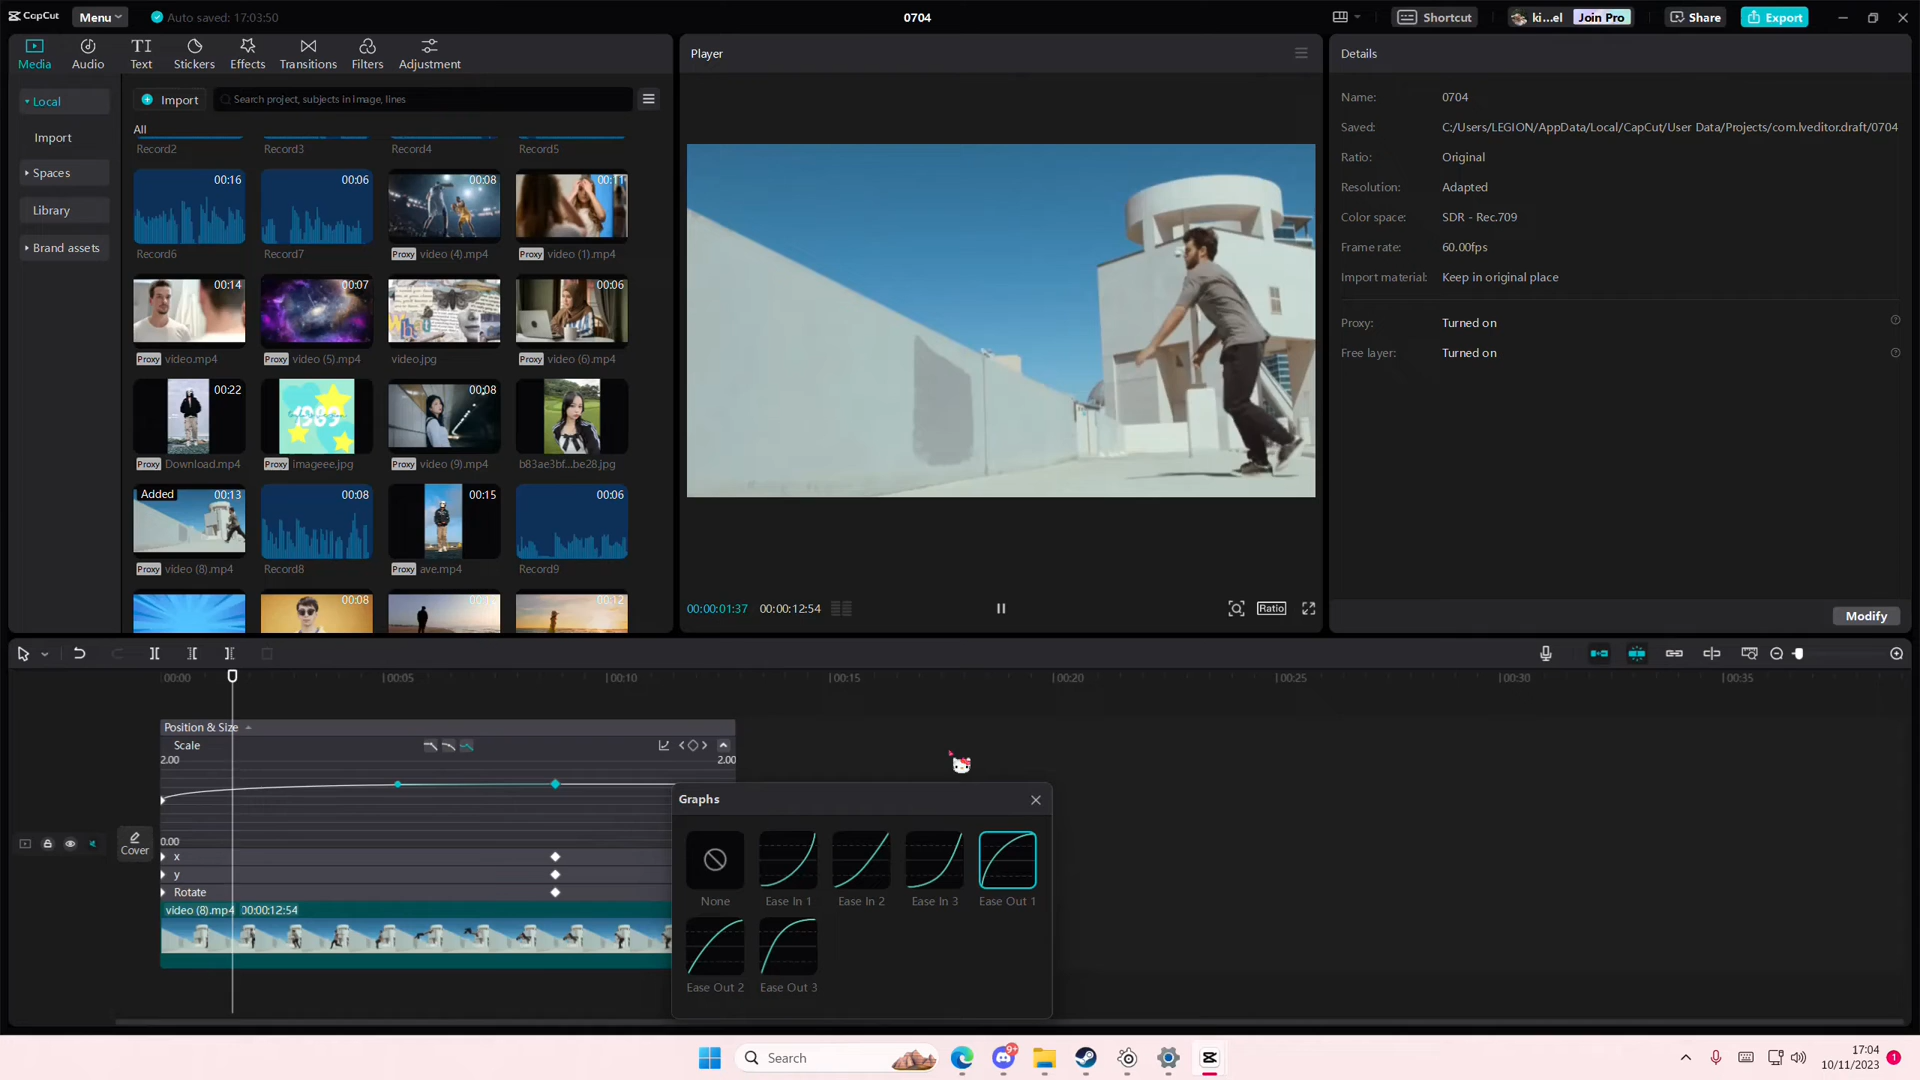 CapCut
Menu
Auto saved: 17:03:50
0704
Shortcut
ki...el
Join Pro
Share
Export
Media
Audio
Text
Stickers
Effects
Transitions
Filters
Adjustment
Local
Import
Spaces
Library
Brand assets
Import
Search project, subjects in image, lines
All
Record2
Record3
Record4
Record5
00:16
00:06
00:08
00:11
Record6
Record7
Proxy video (4).mp4
Proxy video (1).mp4
00:14
00:07
00:06
Proxy video.mp4
Proxy video (5).mp4
video.jpg
Proxy video (6).mp4
00:22
1989
00:08
Proxy Download.mp4
Proxy imageee.jpg
Proxy video (9).mp4
b83ae3bf...be28.jpg
Added
00:13
00:08
00:15
00:06
Proxy video (8).mp4
Record8
Proxy ave.mp4
Record9
00:08
Player
00:00:01:37
00:00:12:54
Ratio
Details
Name:
0704
Saved:
C:/Users/LEGION/AppData/Local/CapCut/User Data/Projects/com.lveditor.draft/0704
Ratio:
Original
Resolution:
Adapted
Color space:
SDR - Rec.709
Frame rate:
60.00fps
Import material:
Keep in original place
Proxy:
Turned on
Free layer:
Turned on
Modify
00:00
00:05
00:10
00:15
00:20
00:25
00:30
00:35
Position & Size
Scale
2.00
2.00
0.00
x
y
Rotate
Cover
video (8).mp4 00:00:12:54
Graphs
None
Ease In 1
Ease In 2
Ease In 3
Ease Out 1
Ease Out 2
Ease Out 3
Search
9+
17:04
10/11/2023
1